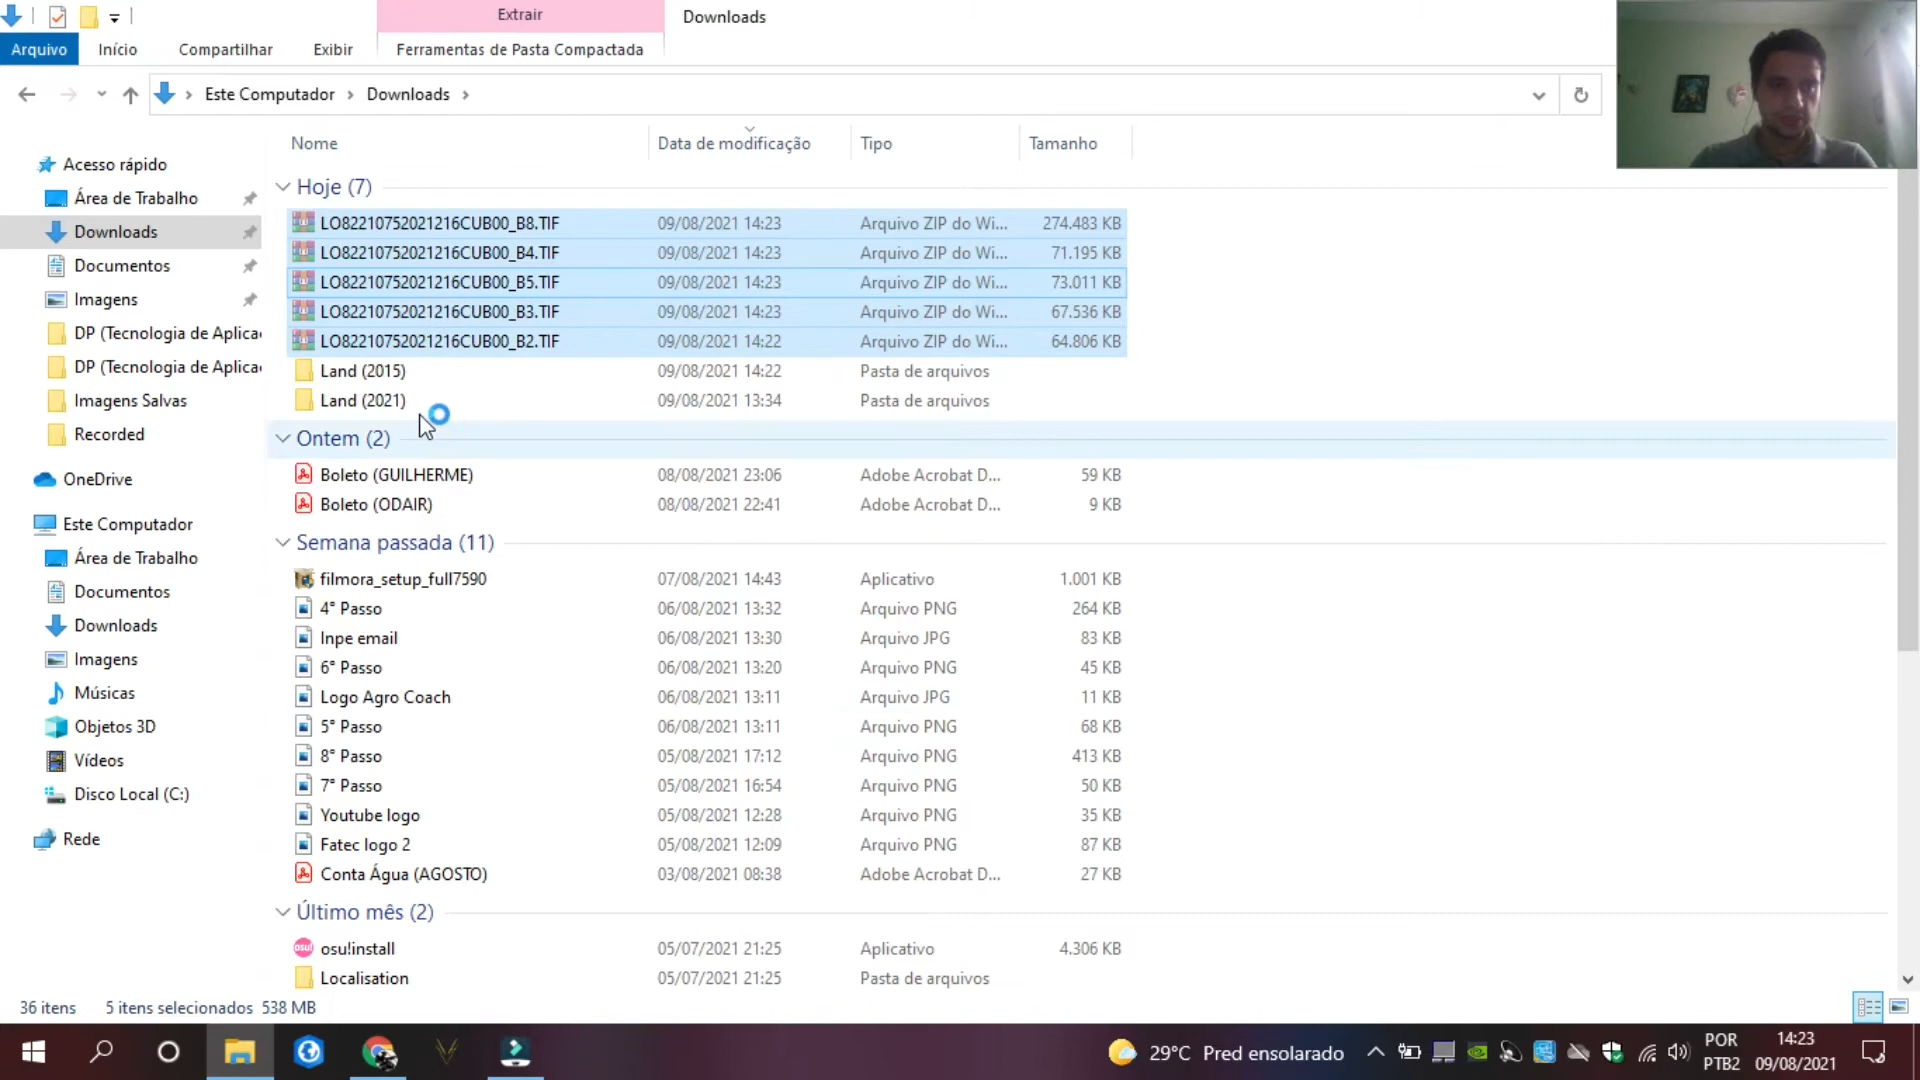 Extrair
Downloads
Arquivo
Início
Compartilhar
Exibir
Ferramentas de Pasta Compactada
Este Computador
Downloads
Nome
Data de modificação
Tipo
Tamanho
Acesso rápido
Área de Trabalho
Downloads
Documentos
Imagens
DP (Tecnologia de Aplica
DP (Tecnologia de Aplica
Imagens Salvas
Recorded
OneDrive
Este Computador
Área de Trabalho
Documentos
Downloads
Imagens
Músicas
Objetos 3D
Vídeos
Disco Local (C:)
Rede
Hoje (7)
LO82210752021216CUB00_B8.TIF 09/08/2021 14:23 Arquivo ZIP do Wi... 274.483 KB
LO82210752021216CUB00_B4.TIF 09/08/2021 14:23 Arquivo ZIP do Wi... 71.195 KB
LO82210752021216CUB00_B5.TIF 09/08/2021 14:23 Arquivo ZIP do Wi... 73.011 KB
LO82210752021216CUB00_B3.TIF 09/08/2021 14:23 Arquivo ZIP do Wi... 67.536 KB
LO82210752021216CUB00_B2.TIF 09/08/2021 14:22 Arquivo ZIP do Wi... 64.806 KB
Land (2015) 09/08/2021 14:22 Pasta de arquivos
Land (2021) 09/08/2021 13:34 Pasta de arquivos
Ontem (2)
Boleto (GUILHERME) 08/08/2021 23:06 Adobe Acrobat D... 59 KB
Boleto (ODAIR) 08/08/2021 22:41 Adobe Acrobat D... 9 KB
Semana passada (11)
filmora_setup_full7590 07/08/2021 14:43 Aplicativo 1.001 KB
4° Passo 06/08/2021 13:32 Arquivo PNG 264 KB
Inpe email 06/08/2021 13:30 Arquivo JPG 83 KB
6° Passo 06/08/2021 13:20 Arquivo PNG 45 KB
Logo Agro Coach 06/08/2021 13:11 Arquivo JPG 11 KB
5° Passo 06/08/2021 13:11 Arquivo PNG 68 KB
8° Passo 05/08/2021 17:12 Arquivo PNG 413 KB
7° Passo 05/08/2021 16:54 Arquivo PNG 50 KB
Youtube logo 05/08/2021 12:28 Arquivo PNG 35 KB
Fatec logo 2 05/08/2021 12:09 Arquivo PNG 87 KB
Conta Água (AGOSTO) 03/08/2021 08:38 Adobe Acrobat D... 27 KB
Último mês (2)
osu!install 05/07/2021 21:25 Aplicativo 4.306 KB
Localisation 05/07/2021 21:25 Pasta de arquivos
36 itens 5 itens selecionados 538 MB
29°C Pred ensolarado
POR
PTB2
14:23
09/08/2021